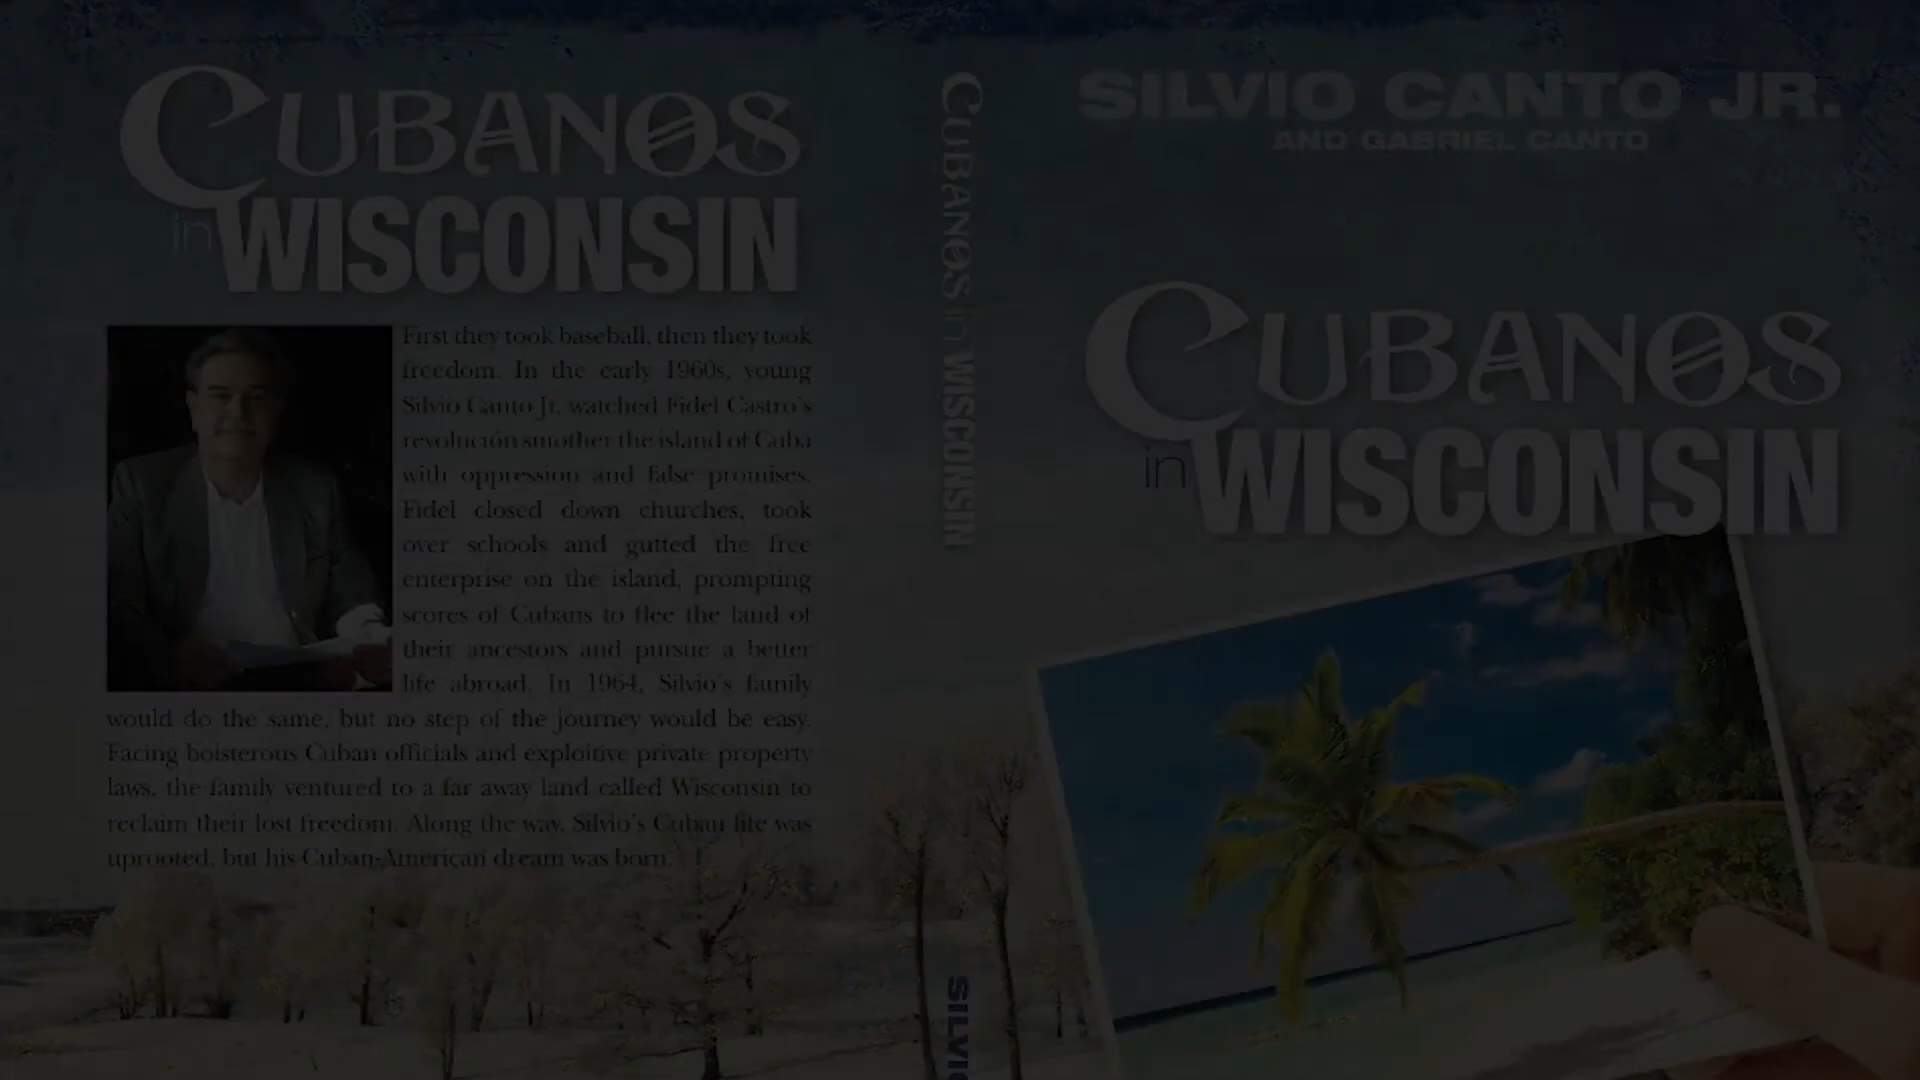 CUBANOS
in WISCONSIN
First they took baseball, then they took
freedom. In the early 1960s, young
Silvio Canto Jr. watched Fidel Castro's
revolución smother the island of Cuba
with oppression and false promises.
Fidel closed down churches, took
over schools and gutted the free
enterprise on the island, prompting
scores of Cubans to flee the land of
their ancestors and pursue a better
life abroad. In 1964, Silvio's family
would do the same, but no step of the journey would be easy.
Facing boisterous Cuban officials and exploitive private property
laws, the family ventured to a far away land called Wisconsin to
reclaim their lost freedom. Along the way, Silvio's Cuban life was
uprooted, but his Cuban-American dream was born.
CUBANOS in WISCONSIN
SILVIO
SILVIO CANTO JR.
AND GABRIEL CANTO
CUBANOS
in WISCONSIN